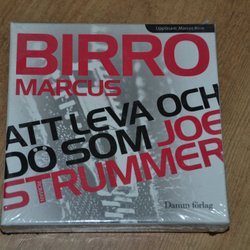 Uppläsare: Marcus Birro
BIRRO
MARCUS
ATT LEVA OCH
DÖ SOM JOE
STRUMMER
Damm förlag